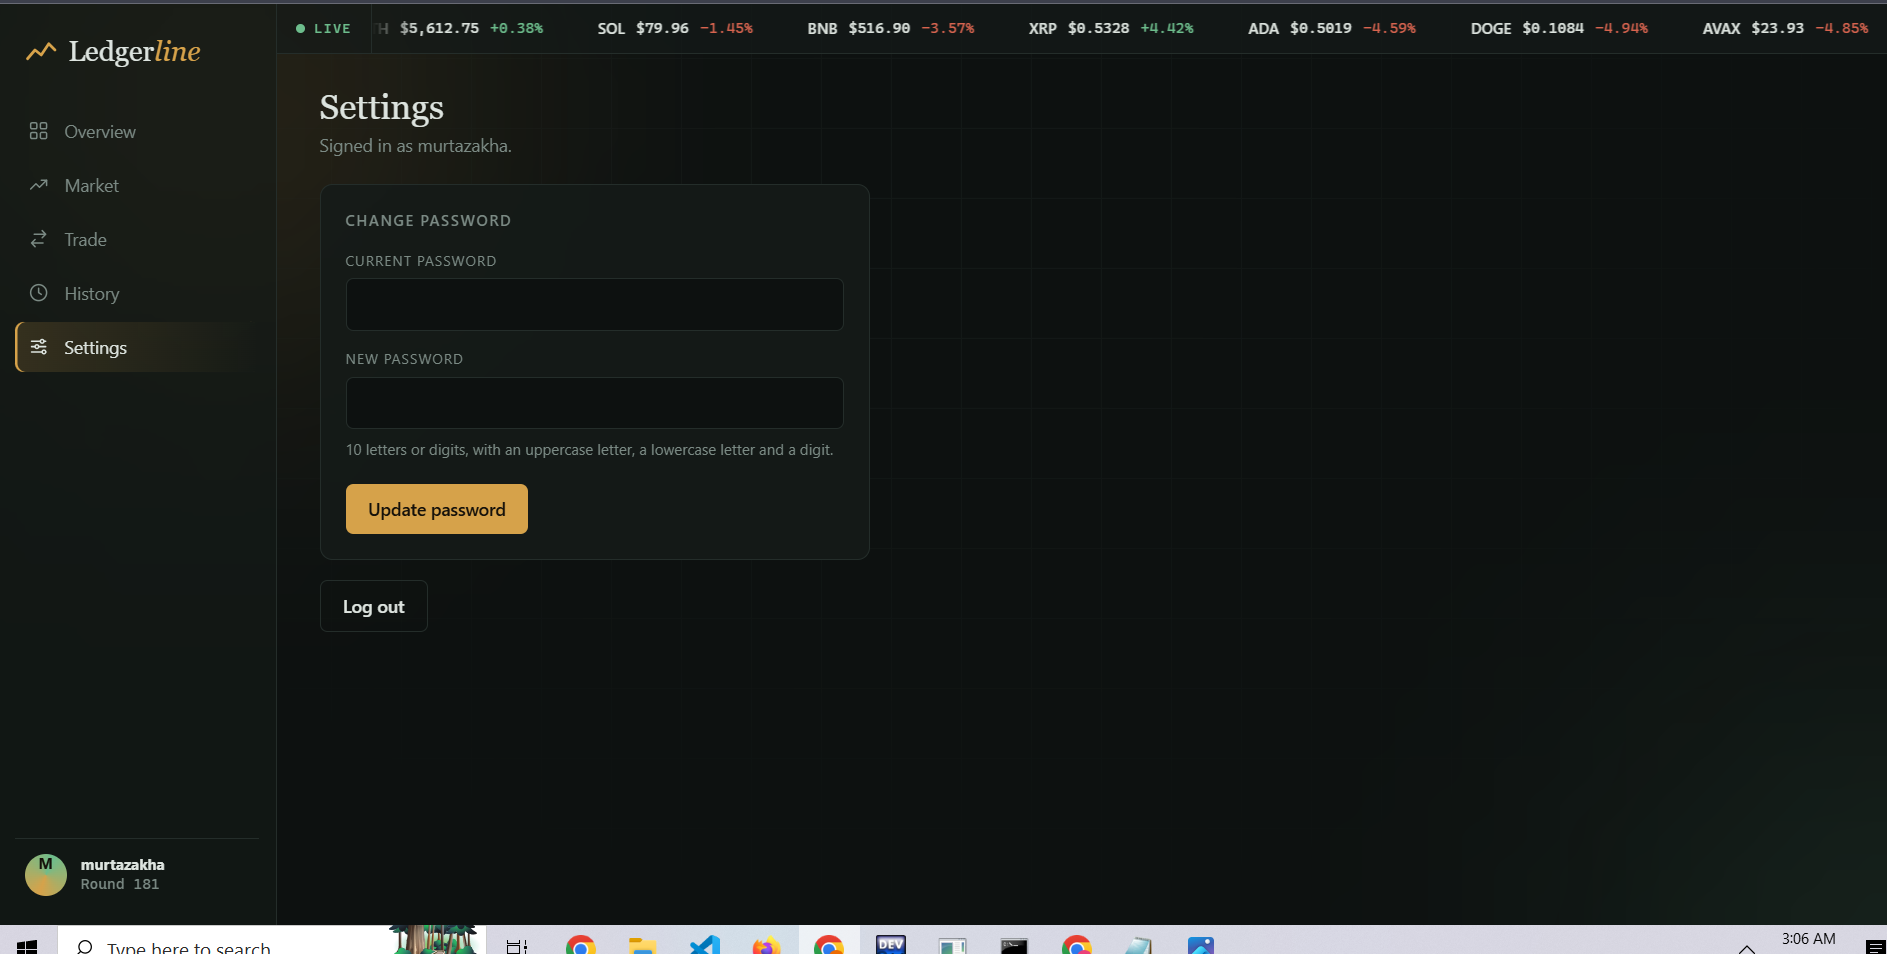 Ledgerline
Overview
Market
Trade
History
Settings
murtazakha
M
Round 181
LIVE
TH $5,612.75 +0.38% SOL $79.96 −1.45% BNB $516.90 −3.57% XRP $0.5328 +4.42% ADA $0.5019 −4.59% DOGE $0.1084 −4.94% AVAX $23.93 −4.85%
Settings
Signed in as murtazakha.
CHANGE PASSWORD
CURRENT PASSWORD
NEW PASSWORD
10 letters or digits, with an uppercase letter, a lowercase letter and a digit.
Update password
Log out
Type here to search
DEV
3:06 AM